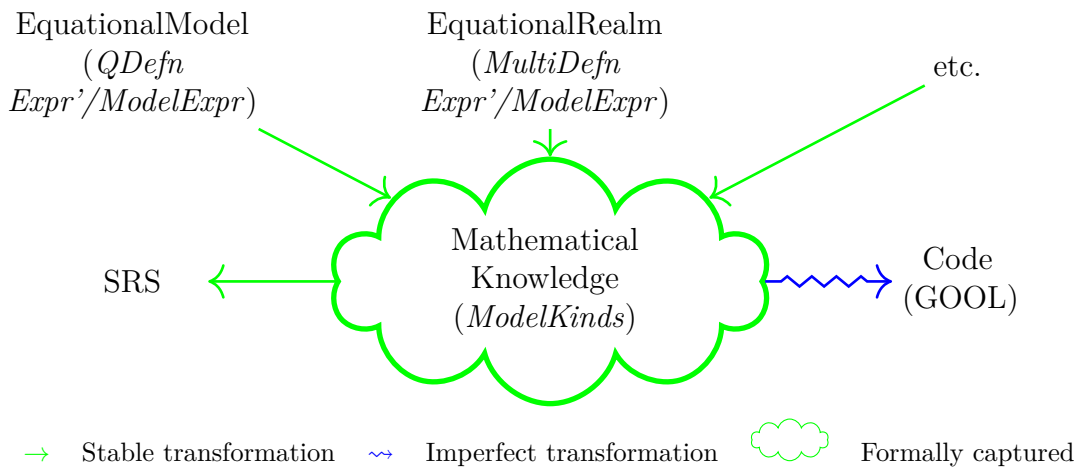 EquationalModel
(QDefn
Expr'/ModelExpr)
EquationalRealm
(MultiDefn
Expr'/ModelExpr)
etc.
Mathematical
Knowledge
(ModelKinds)
SRS
Code
(GOOL)
Stable transformation
Imperfect transformation
Formally captured